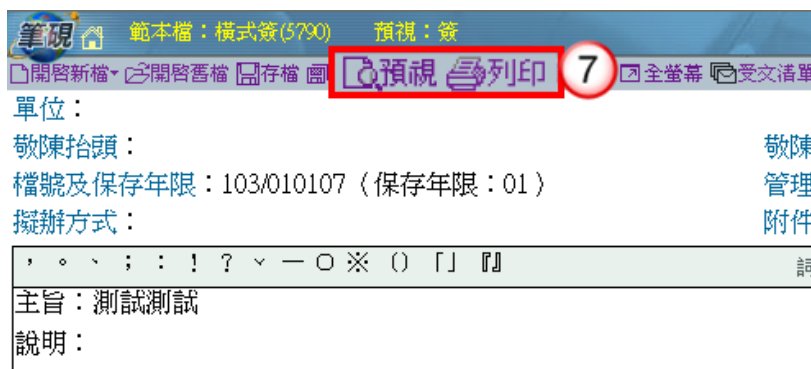 筆硯 範本檔：橫式簽(5790) 預視：簽
開啓新檔 開啓舊檔 存檔 預視 列印 7 全螢幕 受文清單
單位：
敬陳抬頭： 敬陳
檔號及保存年限：103/010107（保存年限：01） 管理
擬辦方式： 附件
，。、；：！？ˇ—○※（）「」『』 詞
主旨：測試測試
說明：